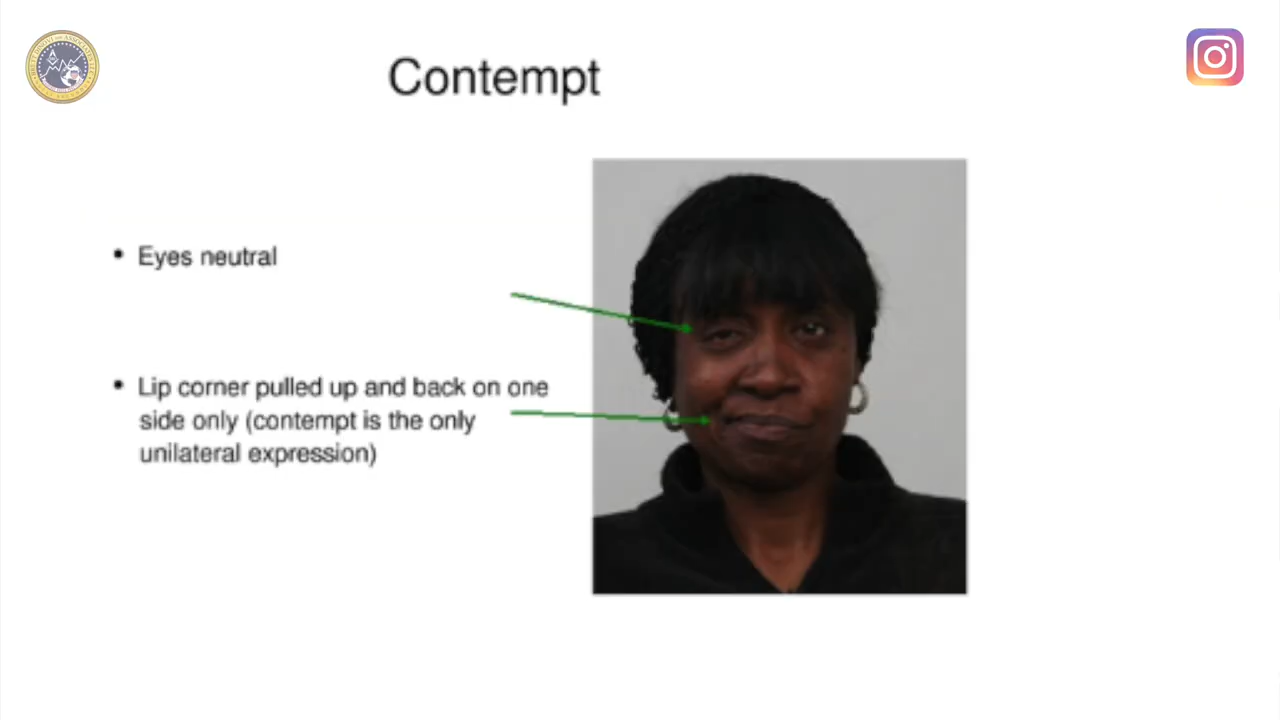 Contempt
• Eyes neutral
• Lip corner pulled up and back on one
side only (contempt is the only
unilateral expression)